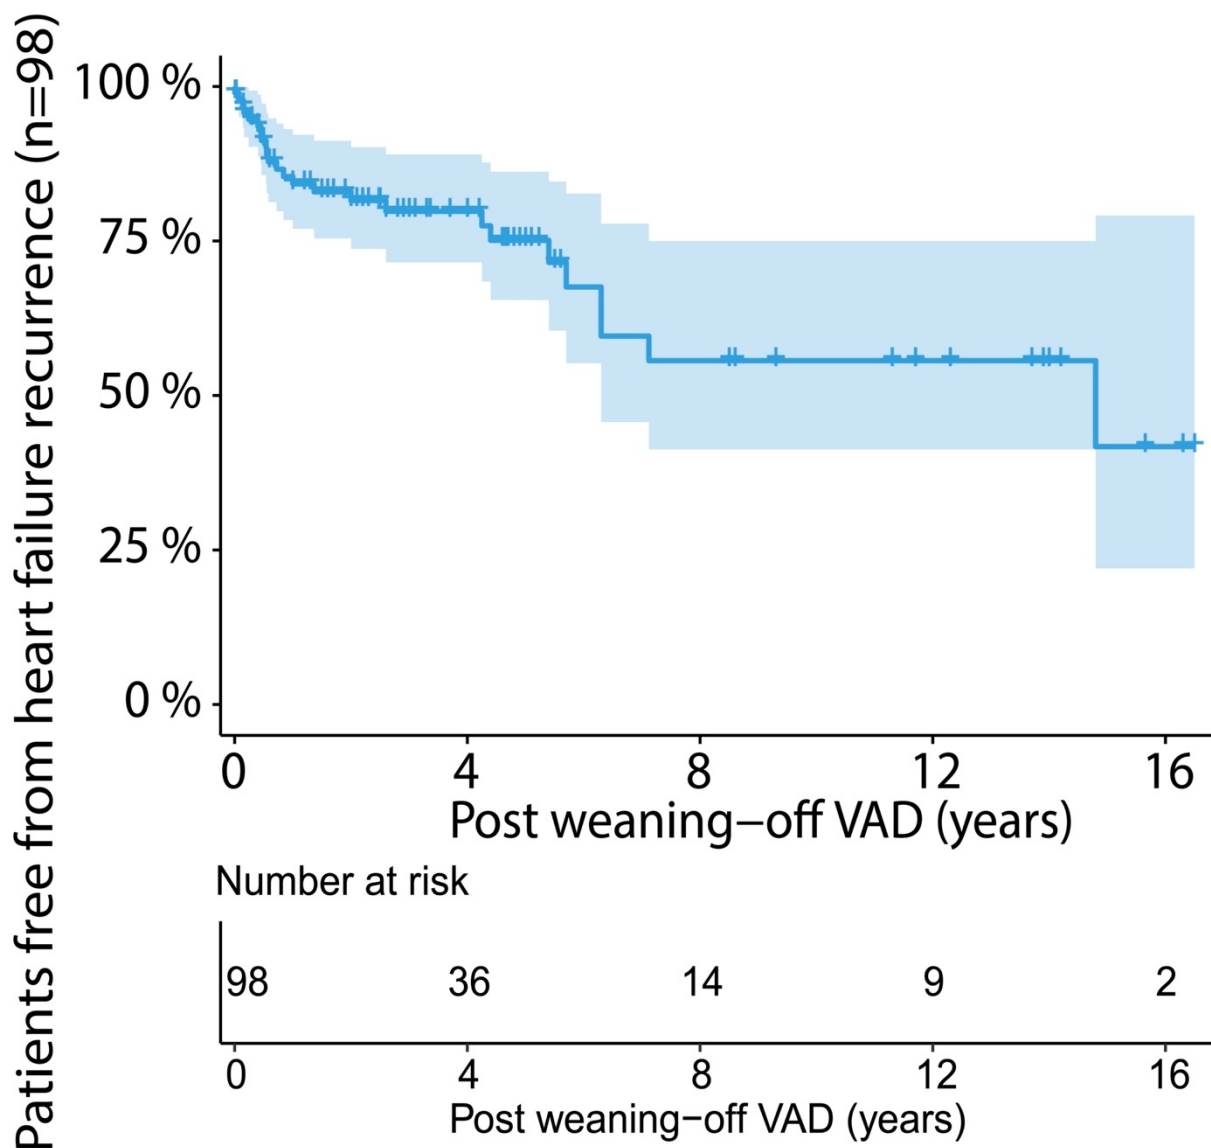 Patients free from heart failure recurrence (n=98)
100 %
75 %
50 %
25 %
0 %
0 4 8 12 16
Post weaning–off VAD (years)
Number at risk
98 36 14 9 2
0 4 8 12 16
Post weaning−off VAD (years)